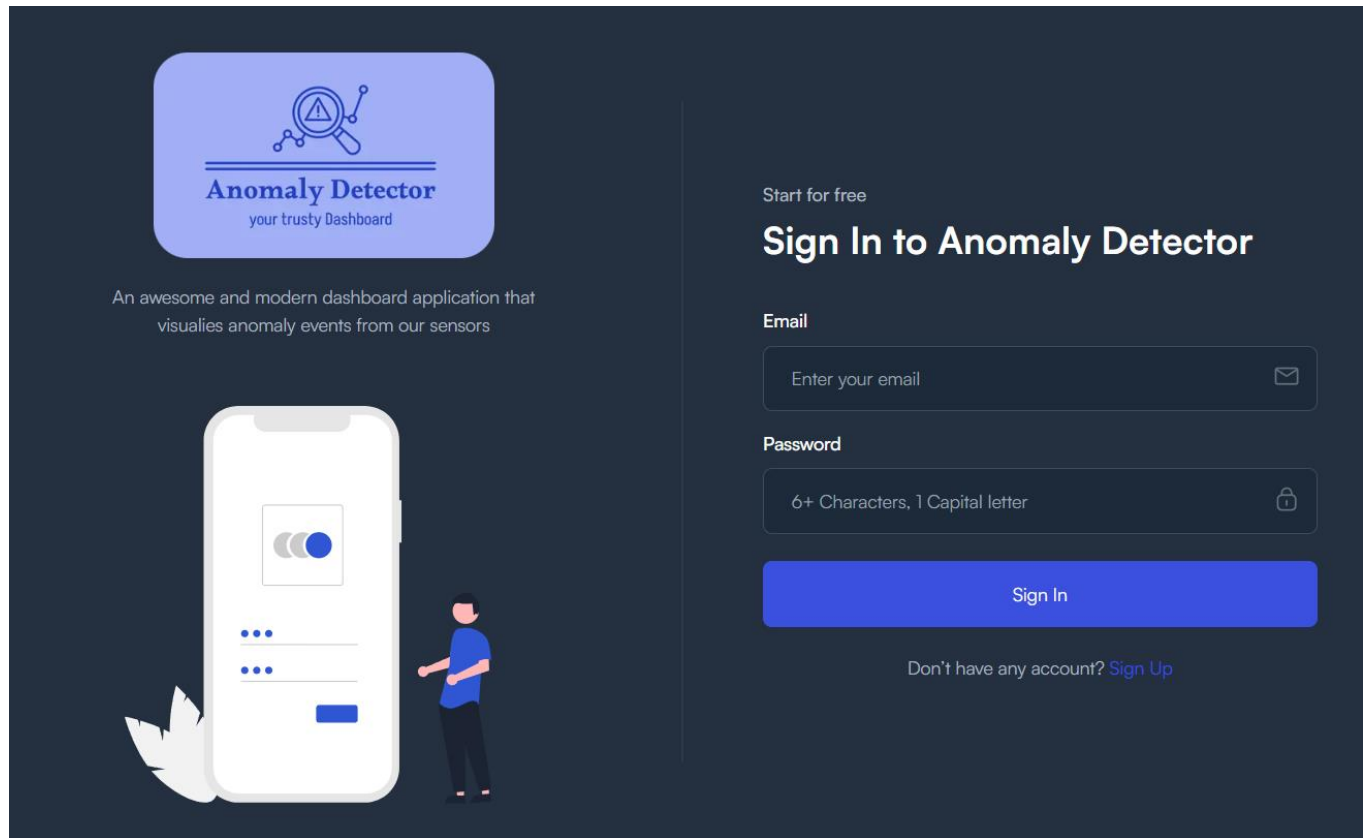 Anomaly Detector
your trusty Dashboard
An awesome and modern dashboard application that
visualies anomaly events from our sensors
Start for free
Sign In to Anomaly Detector
Email
Enter your email
Password
6+ Characters, 1 Capital letter
Sign In
Don't have any account? Sign Up